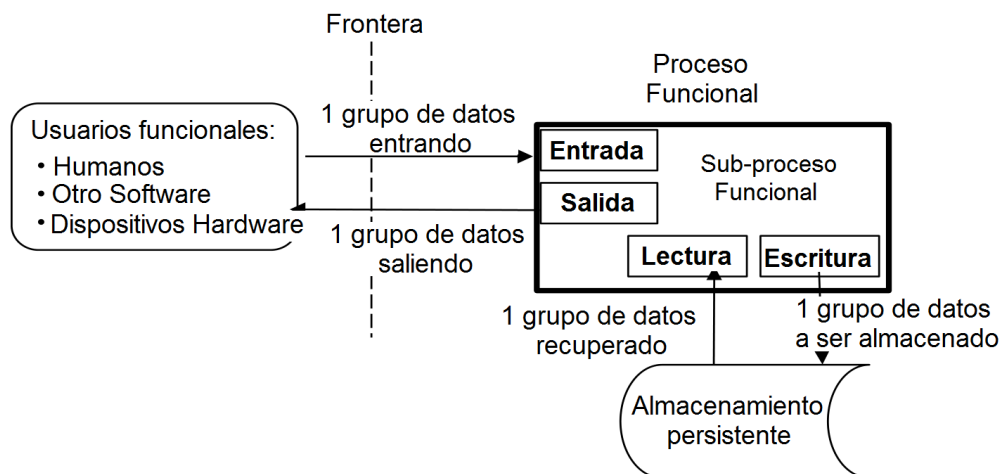 Frontera
Proceso
Funcional
1 grupo de datos
entrando
Usuarios funcionales:
• Humanos
• Otro Software
• Dispositivos Hardware
Entrada
Sub-proceso
Funcional
Salida
1 grupo de datos
saliendo
Lectura
Escritura
1 grupo de datos
recuperado
1 grupo de datos
a ser almacenado
Almacenamiento
persistente